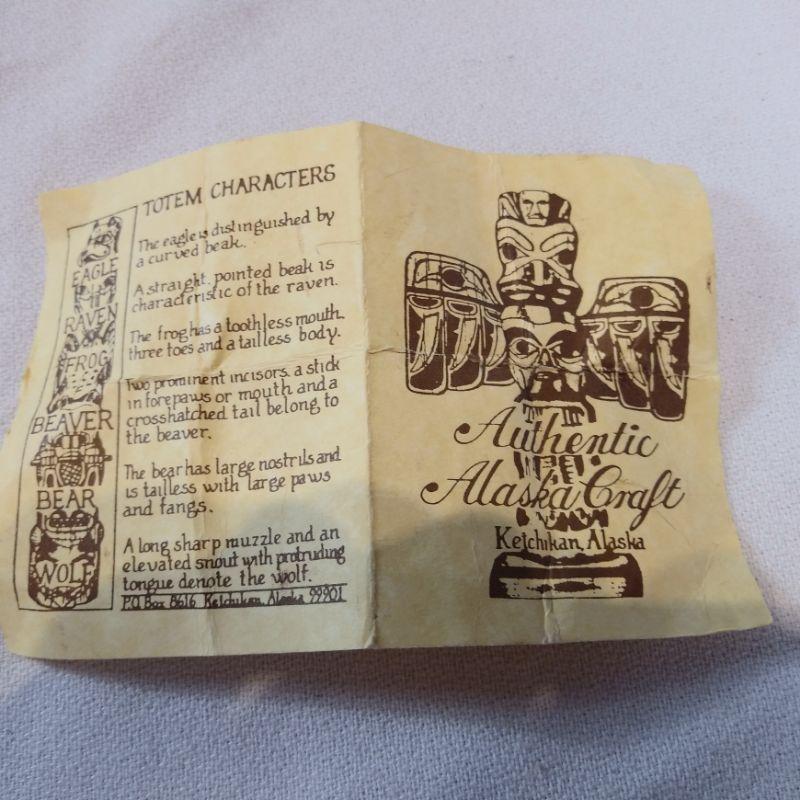 TOTEM CHARACTERS
The eagle is distinguished by
a curved beak.
A straight, pointed beak is
characteristic of the raven.
The frog has a toothless mouth,
three toes and a tailless body.
Two prominent incisors, a stick
in forepaws or mouth and a
crosshatched tail belong to
the beaver.
The bear has large nostrils and
is tailless with large paws
and fangs.
A long sharp muzzle and an
elevated snout with protruding
tongue denote the wolf.
P.O. Box 8616 Ketchikan, Alaska 99901
EAGLE
RAVEN
FROG
BEAVER
BEAR
WOLF
Authentic
Alaska Craft
Ketchikan, Alaska